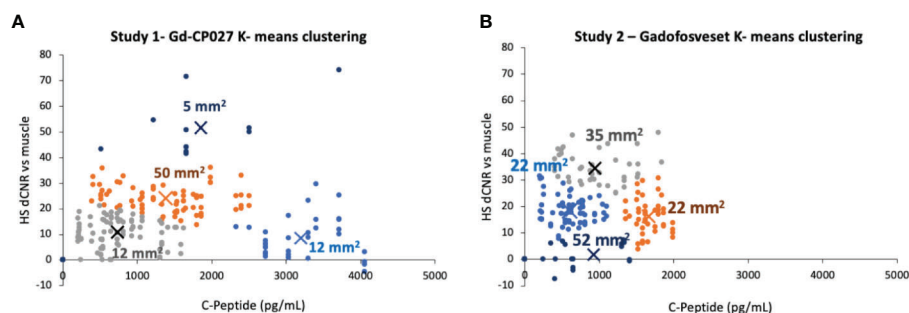 A
Study 1- Gd-CP027 K- means clustering
80
70
60
50
40
30
20
10
0
-10
HS dCNR vs muscle
5 mm²
50 mm²
12 mm²
12 mm²
0 1000 2000 3000 4000 5000
C-Peptide (pg/mL)
B
Study 2 – Gadofosveset K- means clustering
80
70
60
50
40
30
20
10
0
-10
HS dCNR vs muscle
35 mm²
22 mm²
22 mm²
52 mm²
0 1000 2000 3000 4000 5000
C-Peptide (pg/mL)